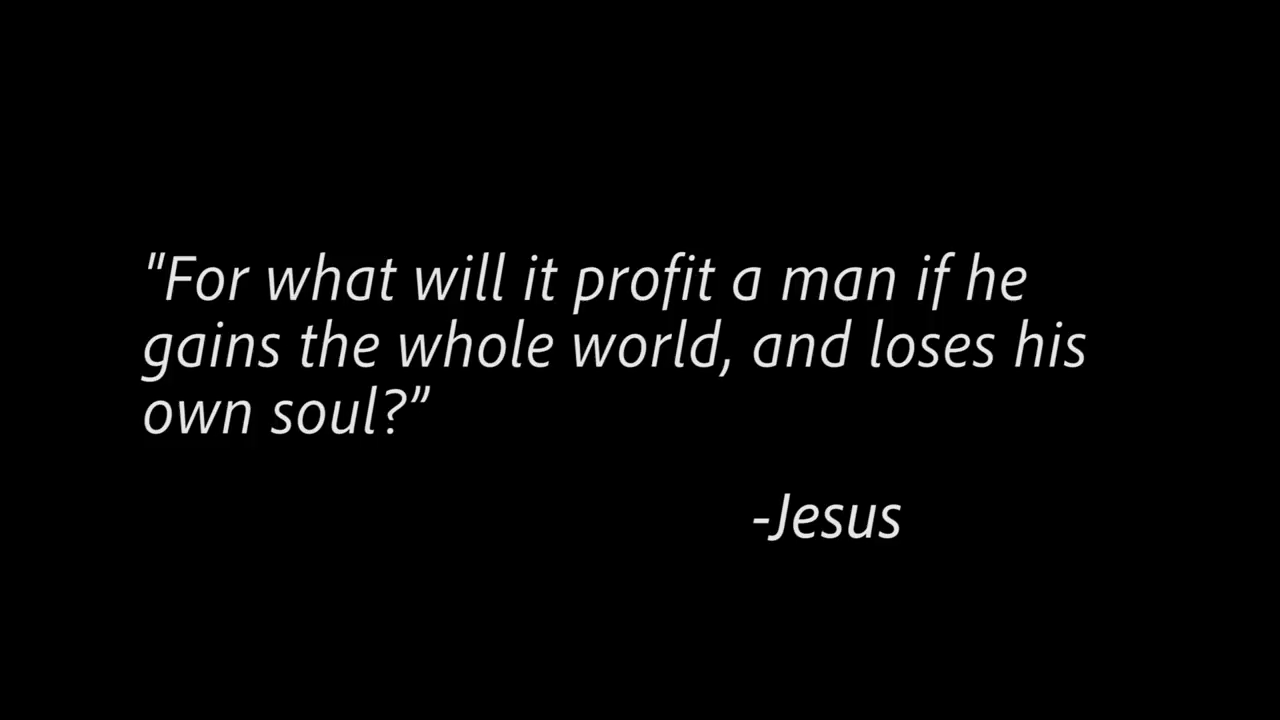 "For what will it profit a man if he
gains the whole world, and loses his
own soul?”
-Jesus